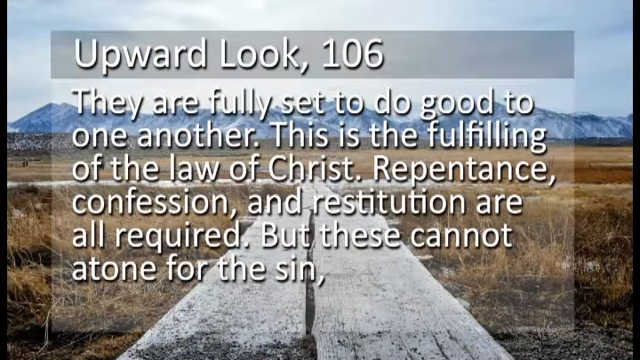 Upward Look, 106
They are fully set to do good to
one another. This is the fulfilling
of the law of Christ. Repentance,
confession, and restitution are
all required. But these cannot
atone for the sin,